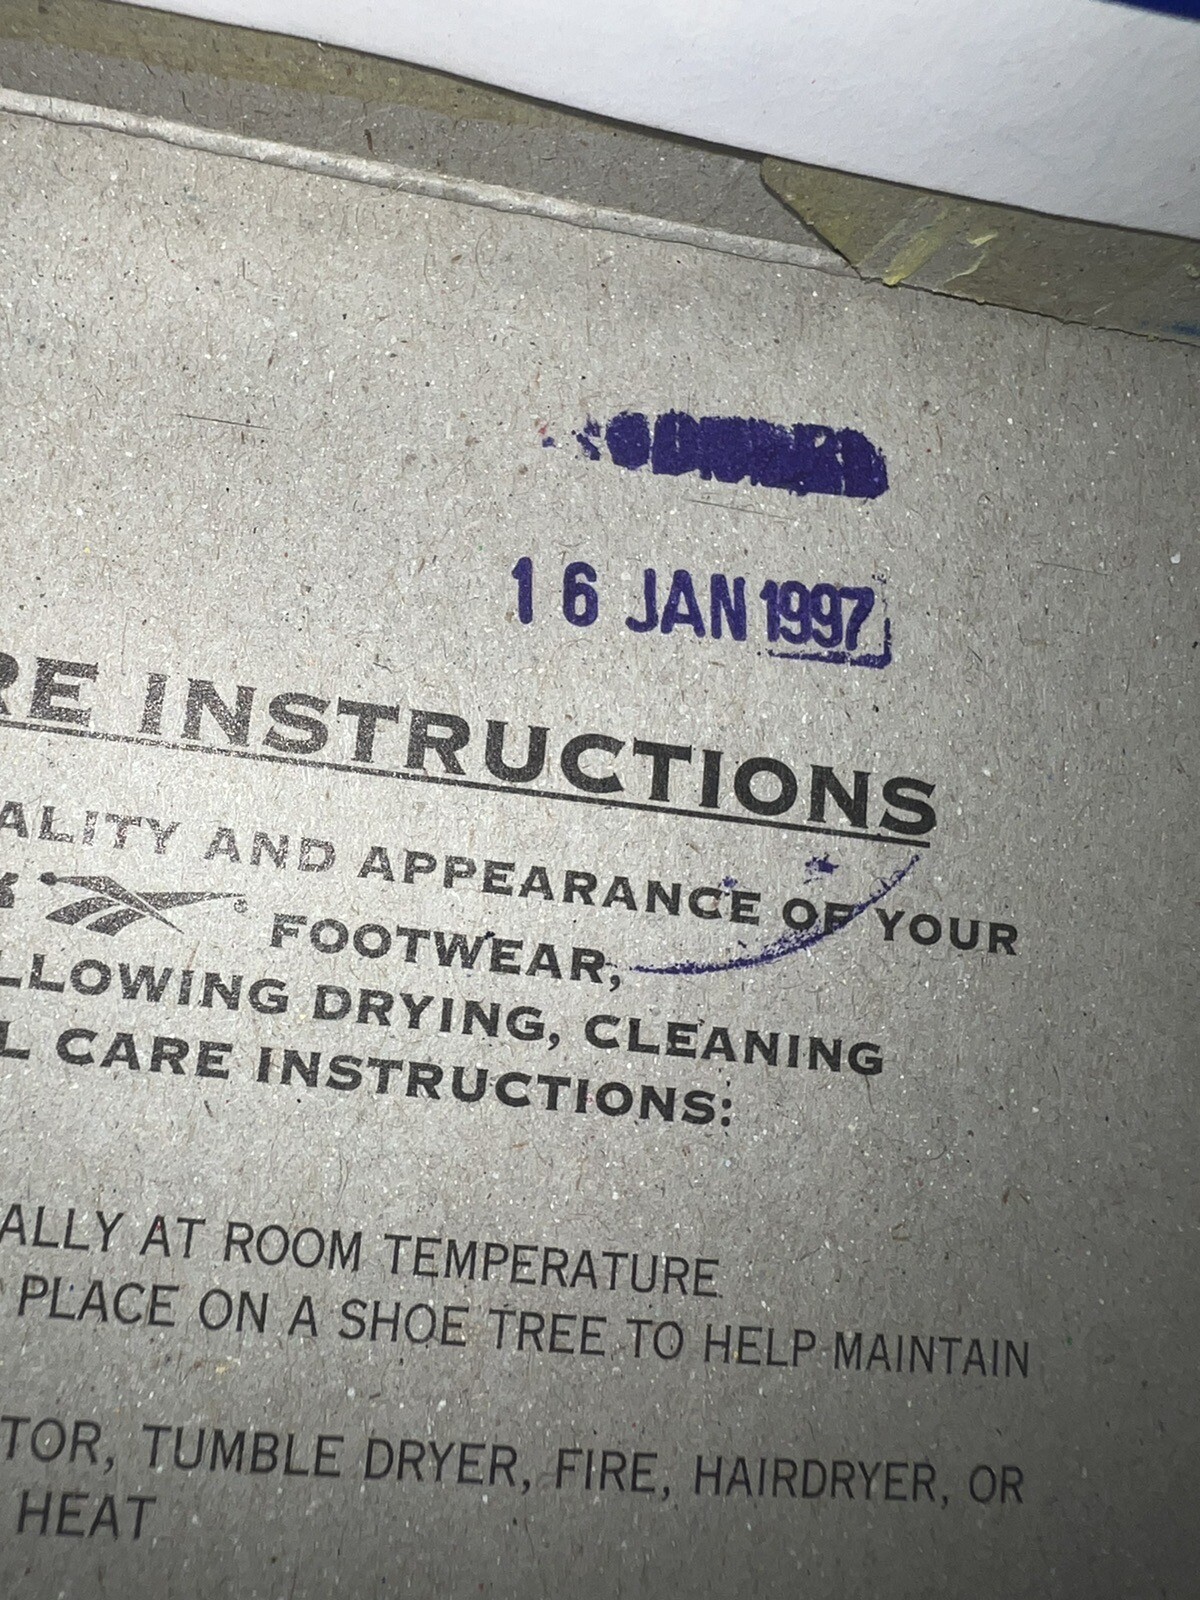 16 JAN 1997
RE INSTRUCTIONS
ALITY AND APPEARANCE OF YOUR
FOOTWEAR,
LLOWING DRYING, CLEANING
L CARE INSTRUCTIONS:
ALLY AT ROOM TEMPERATURE
PLACE ON A SHOE TREE TO HELP MAINTAIN
TOR, TUMBLE DRYER, FIRE, HAIRDRYER, OR
HEAT